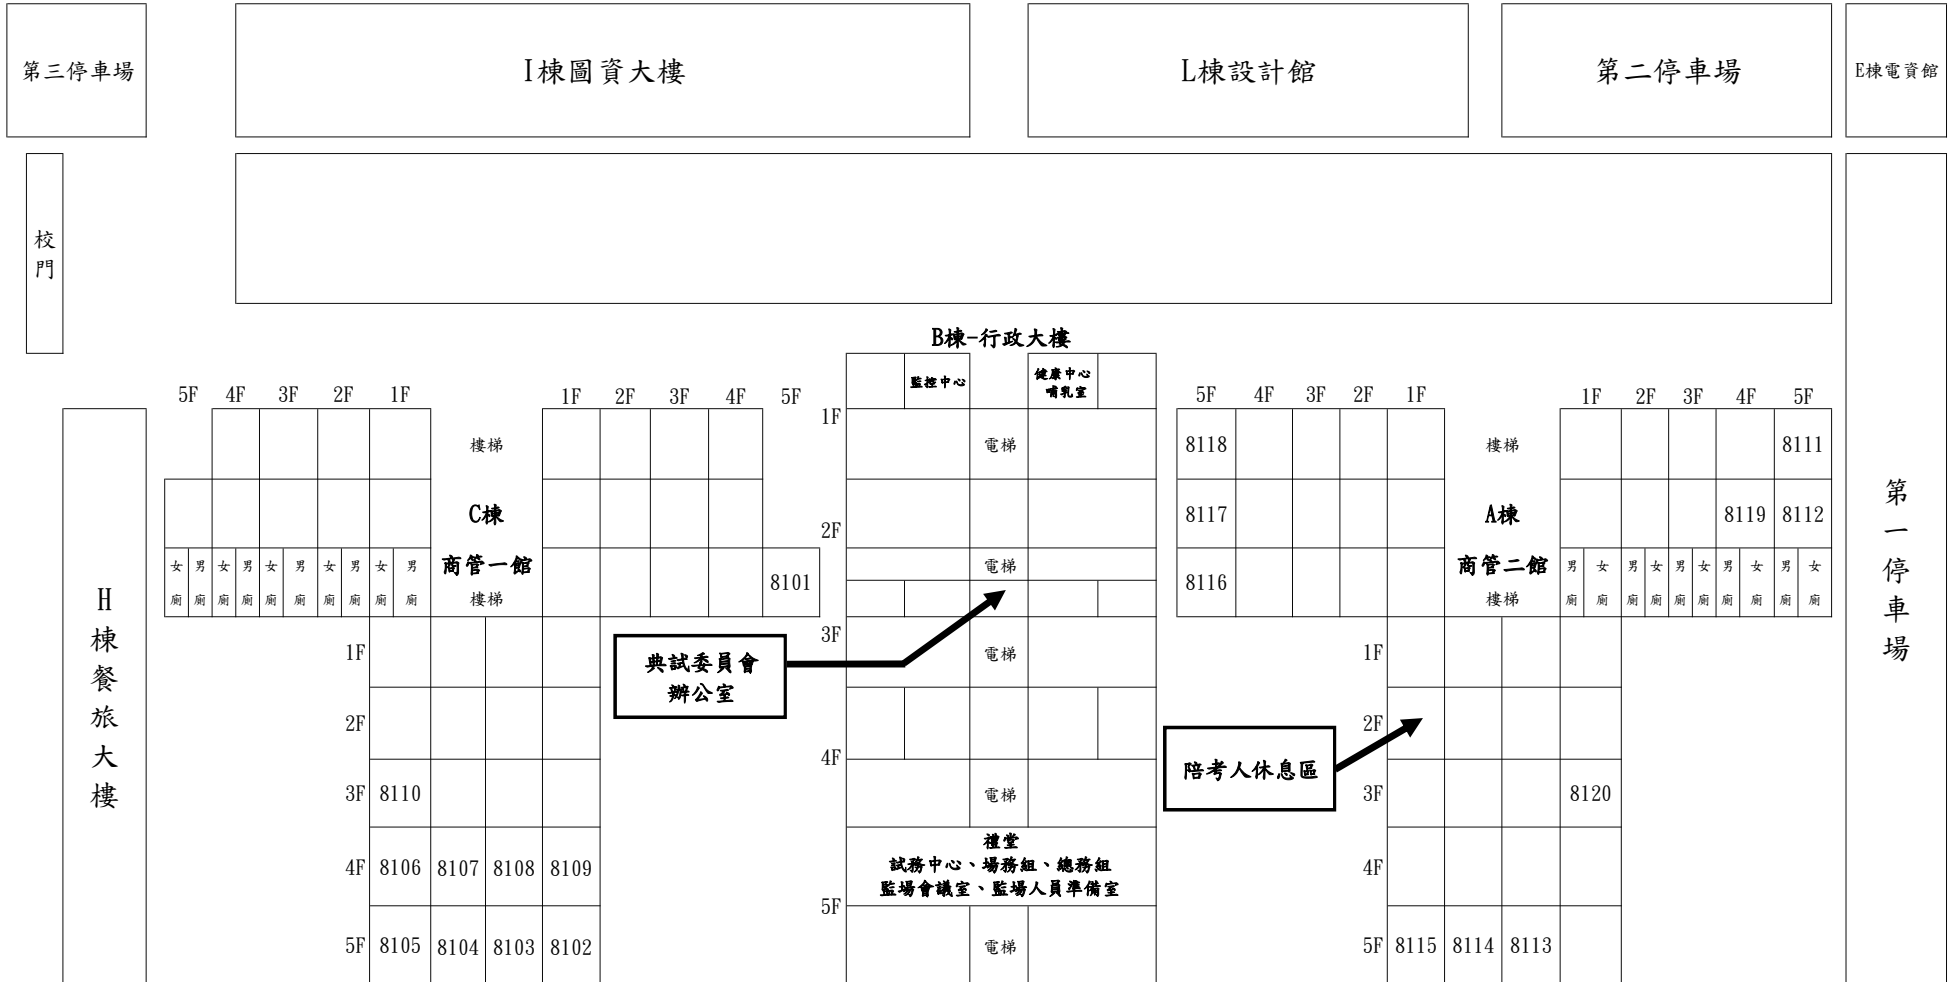 第三停車場
I棟圖資大樓
L棟設計館
第二停車場
E棟電資館
校
門
B棟-行政大樓
監控中心
健康中心
哺乳室
5F 4F 3F 2F 1F
1F 2F 3F 4F 5F
1F
5F 4F 3F 2F 1F
1F 2F 3F 4F 5F
樓梯
電梯
8118
樓梯
8111
C棟
2F
8117
A棟
8119 8112
女 男 女 男 女 男 女 男 女 男
廁 廁 廁 廁 廁 廁 廁 廁 廁 廁
商管一館
樓梯
8101
電梯
8116
商管二館
樓梯
男 女 男 女 男 女 男 女 男 女
廁 廁 廁 廁 廁 廁 廁 廁 廁 廁
H
棟
餐
旅
大
樓
第
一
停
車
場
1F
典試委員會
辦公室
3F
電梯
1F
2F
4F
2F
陪考人休息區
3F 8110
電梯
3F
8120
4F 8106 8107 8108 8109
禮堂
試務中心、場務組、總務組
監場會議室、監場人員準備室
4F
5F
5F 8105 8104 8103 8102
電梯
5F 8115 8114 8113